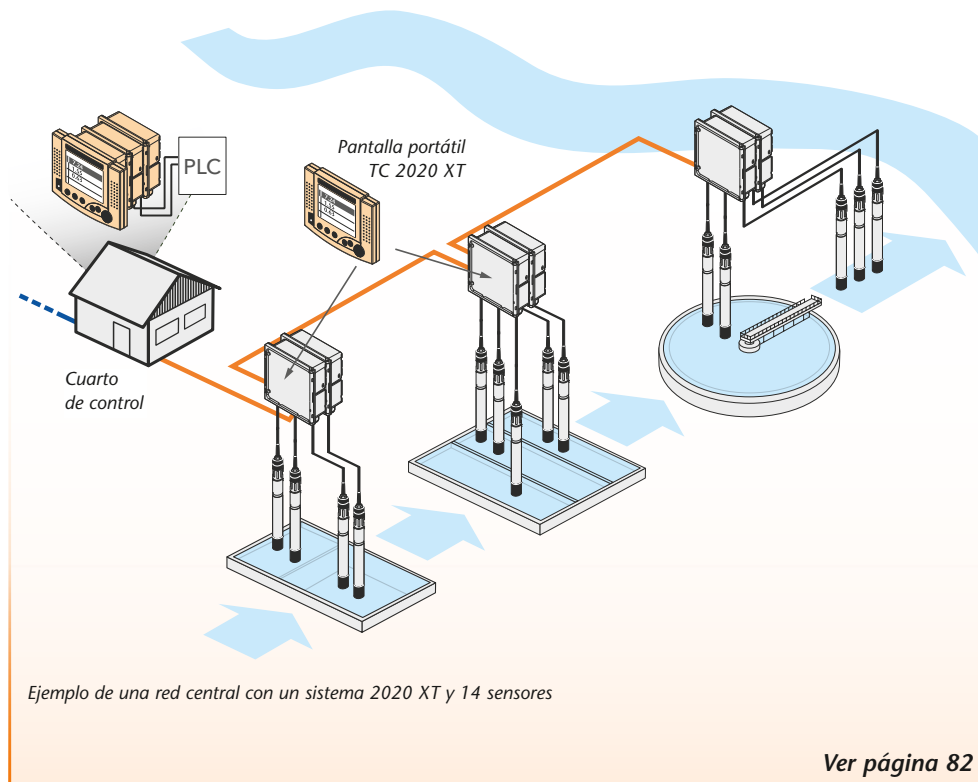 PLC
Pantalla portátil
TC 2020 XT
Cuarto
de control
Ejemplo de una red central con un sistema 2020 XT y 14 sensores
Ver página 82